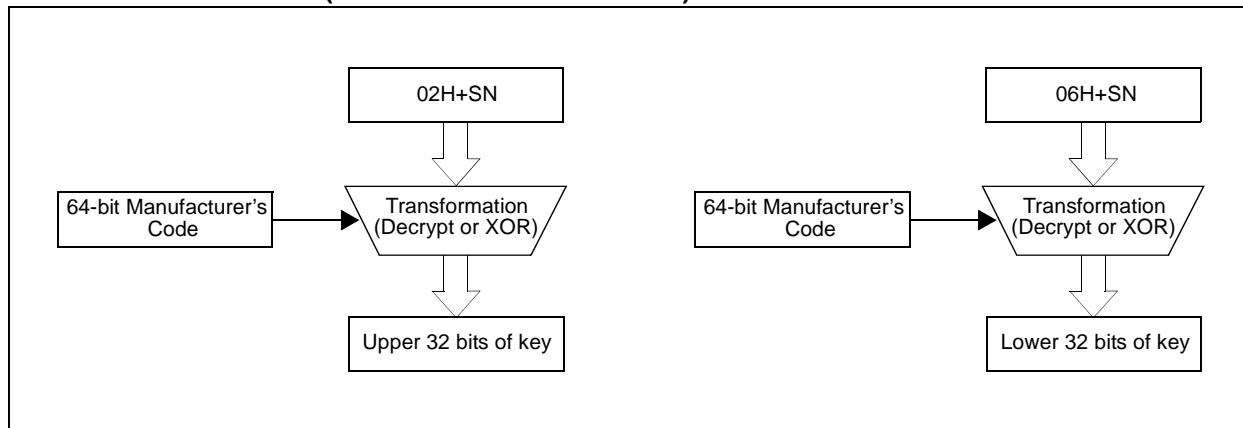 02H+SN
64-bit Manufacturer's
Code
Transformation
(Decrypt or XOR)
Upper 32 bits of key
06H+SN
64-bit Manufacturer's
Code
Transformation
(Decrypt or XOR)
Lower 32 bits of key